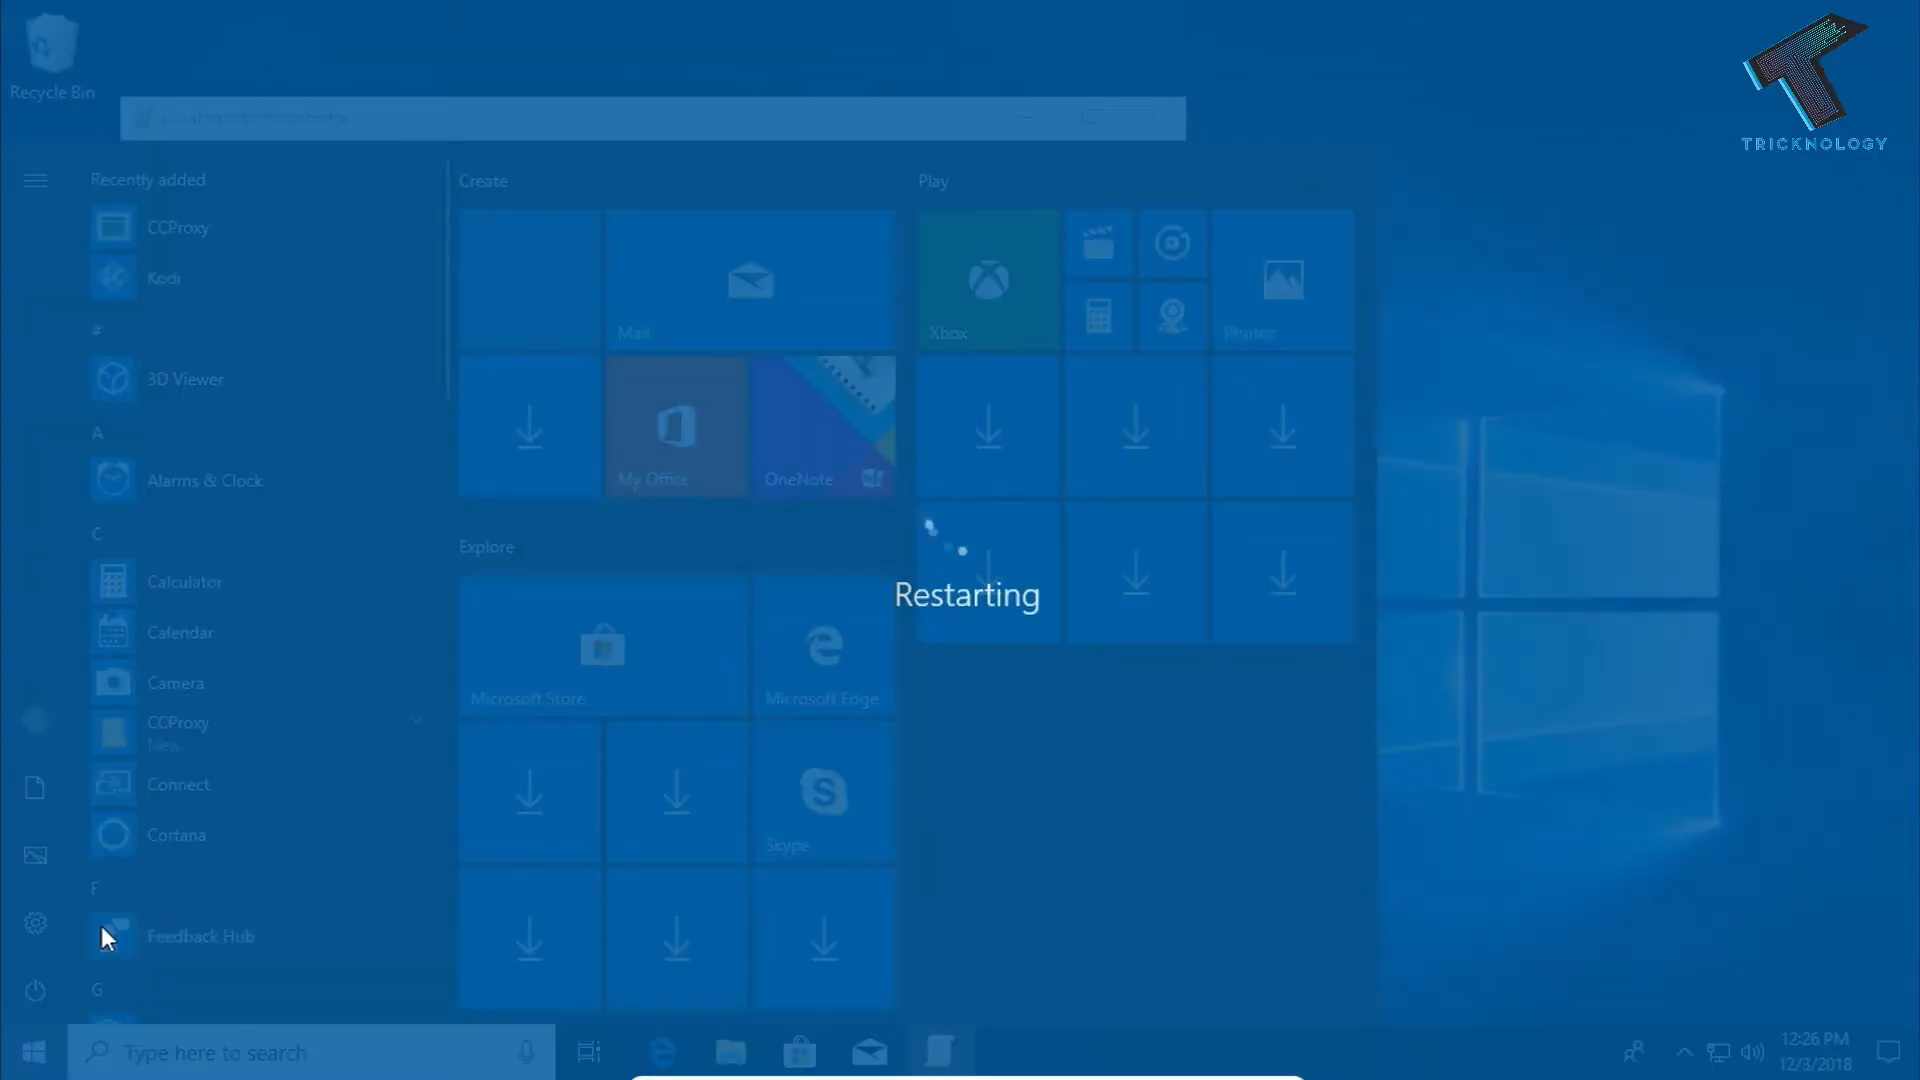 Recycle Bin
TRICKNOLOGY
Recently added
CCProxy
Kodi
#
3D Viewer
A
Alarms & Clock
C
Calculator
Calendar
Camera
CCProxy
New
Connect
Cortana
F
Feedback Hub
G
Create
Mail
My Office
OneNote
Explore
Microsoft Store
Microsoft Edge
Skype
Play
Xbox
Photos
Restarting
Type here to search
12:26 PM
12/3/2018